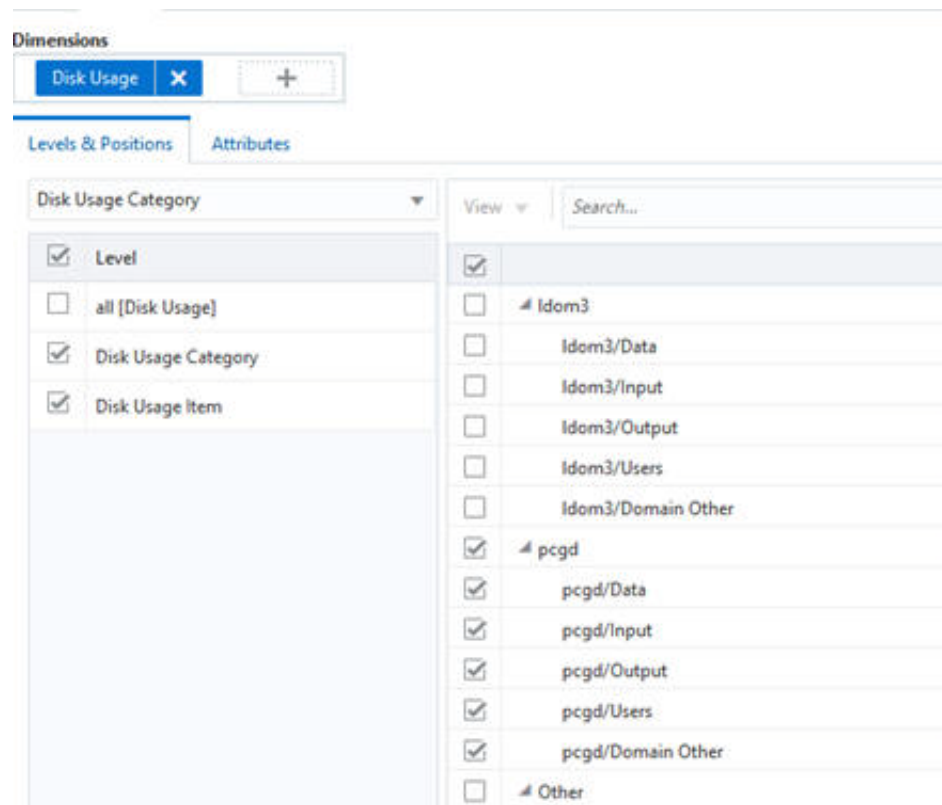 Dimensions
Disk Usage
Levels & Positions Attributes
Disk Usage Category
View Search...
Level
all [Disk Usage]
Disk Usage Category
Disk Usage Item
ldom3
ldom3/Data
ldom3/Input
ldom3/Output
ldom3/Users
ldom3/Domain Other
pcgd
pcgd/Data
pcgd/Input
pcgd/Output
pcgd/Users
pcgd/Domain Other
Other